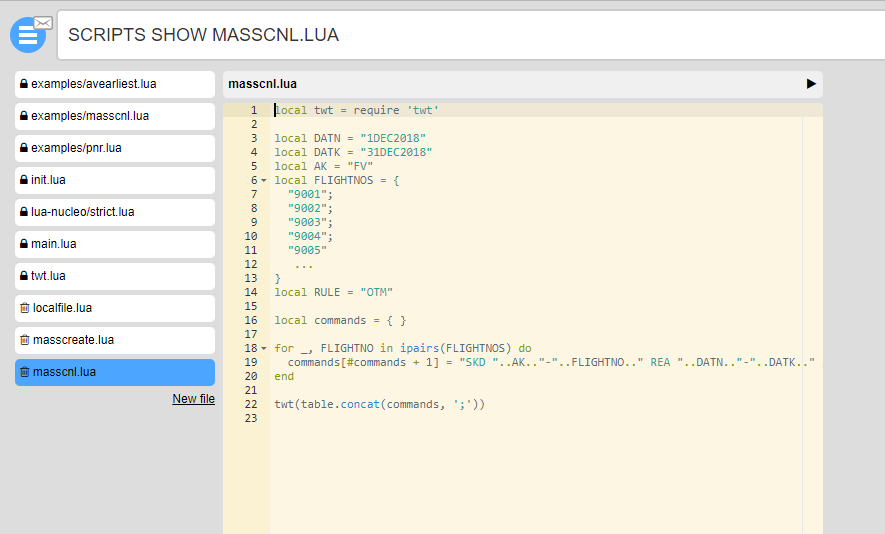 SCRIPTS SHOW MASSCNL.LUA
examples/avearliest.lua
examples/masscnl.lua
examples/pnr.lua
init.lua
lua-nucleo/strict.lua
main.lua
twt.lua
localfile.lua
masscreate.lua
masscnl.lua
New file
masscnl.lua
1 local twt = require 'twt'
2
3 local DATN = "1DEC2018"
4 local DATK = "31DEC2018"
5 local AK = "FV"
6 local FLIGHTNOS = {
7 "9001";
8 "9002";
9 "9003";
10 "9004";
11 "9005"
12 ...
13 }
14 local RULE = "OTM"
15
16 local commands = { }
17
18 for _, FLIGHTNO in ipairs(FLIGHTNOS) do
19 commands[#commands + 1] = "SKD "..AK.."-"..FLIGHTNO.." REA "..DATN.."-"..DATK.."
20 end
21
22 twt(table.concat(commands, ';'))
23